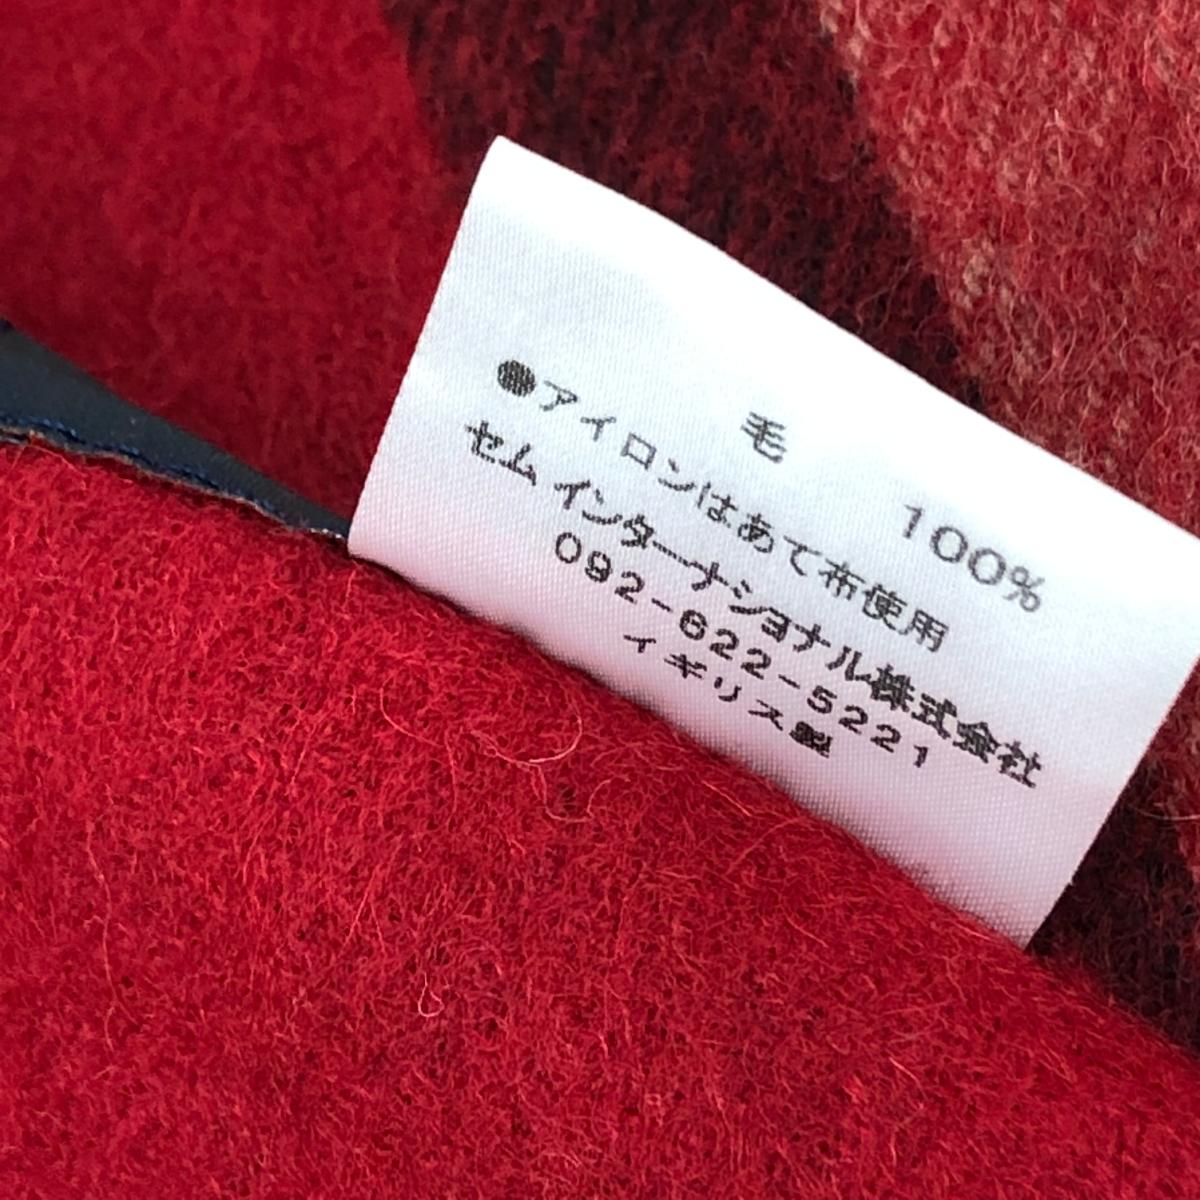 毛 100%
●アイロンはあて布使用
セム インターナショナル株式会社
092-622-5221
イギリス製